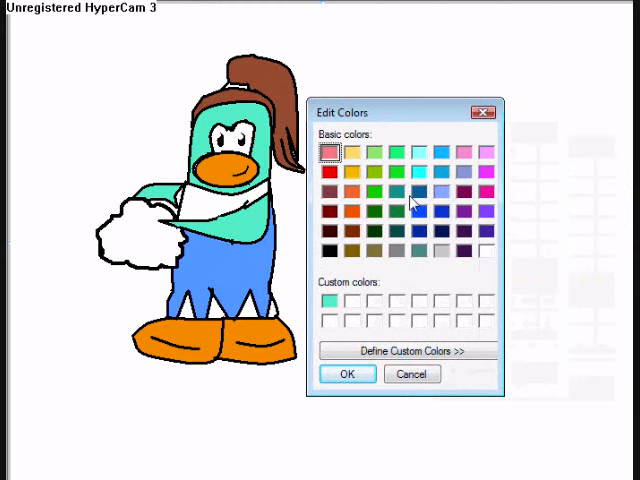 Unregistered HyperCam 3
Edit Colors
Basic colors:
Custom colors:
Define Custom Colors >>
OK
Cancel